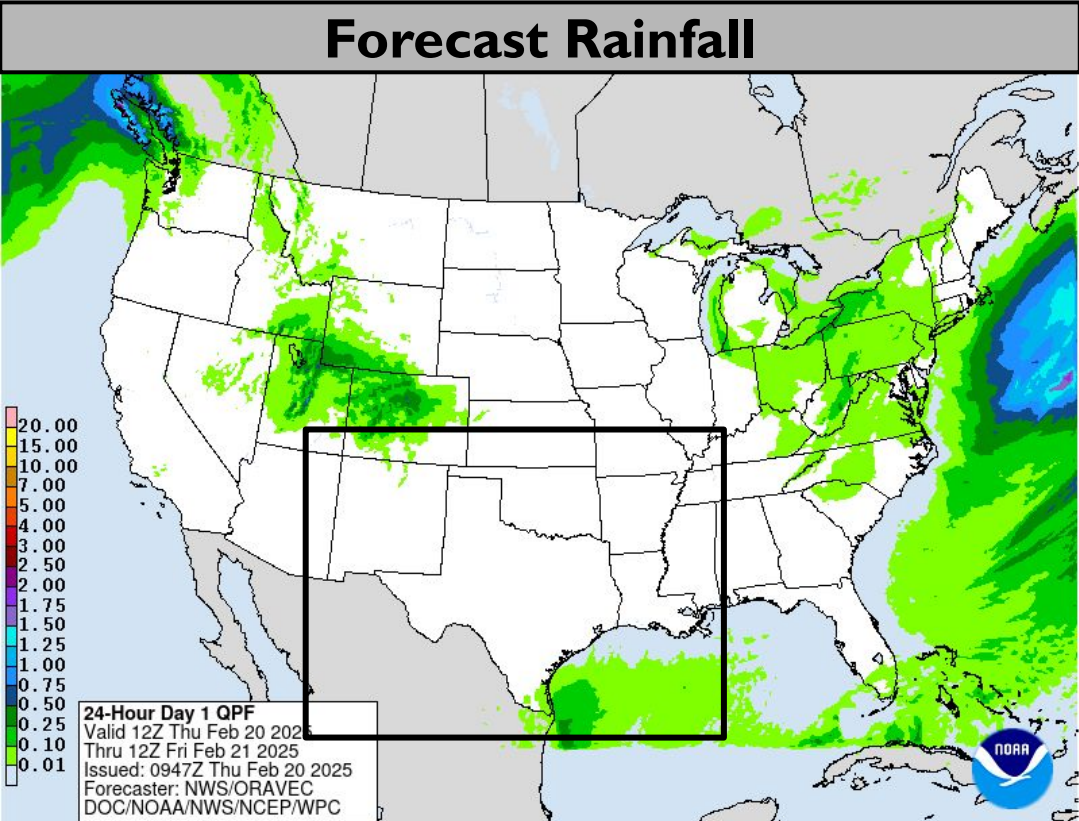 Forecast Rainfall
20.00
15.00
10.00
7.00
5.00
4.00
3.00
2.50
2.00
1.75
1.50
1.25
1.00
0.75
0.50
0.25
0.10
0.01
24-Hour Day 1 QPF
Valid 12Z Thu Feb 20 2025
Thru 12Z Fri Feb 21 2025
Issued: 0947Z Thu Feb 20 2025
Forecaster: NWS/ORAVEC
DOC/NOAA/NWS/NCEP/WPC
NOAA